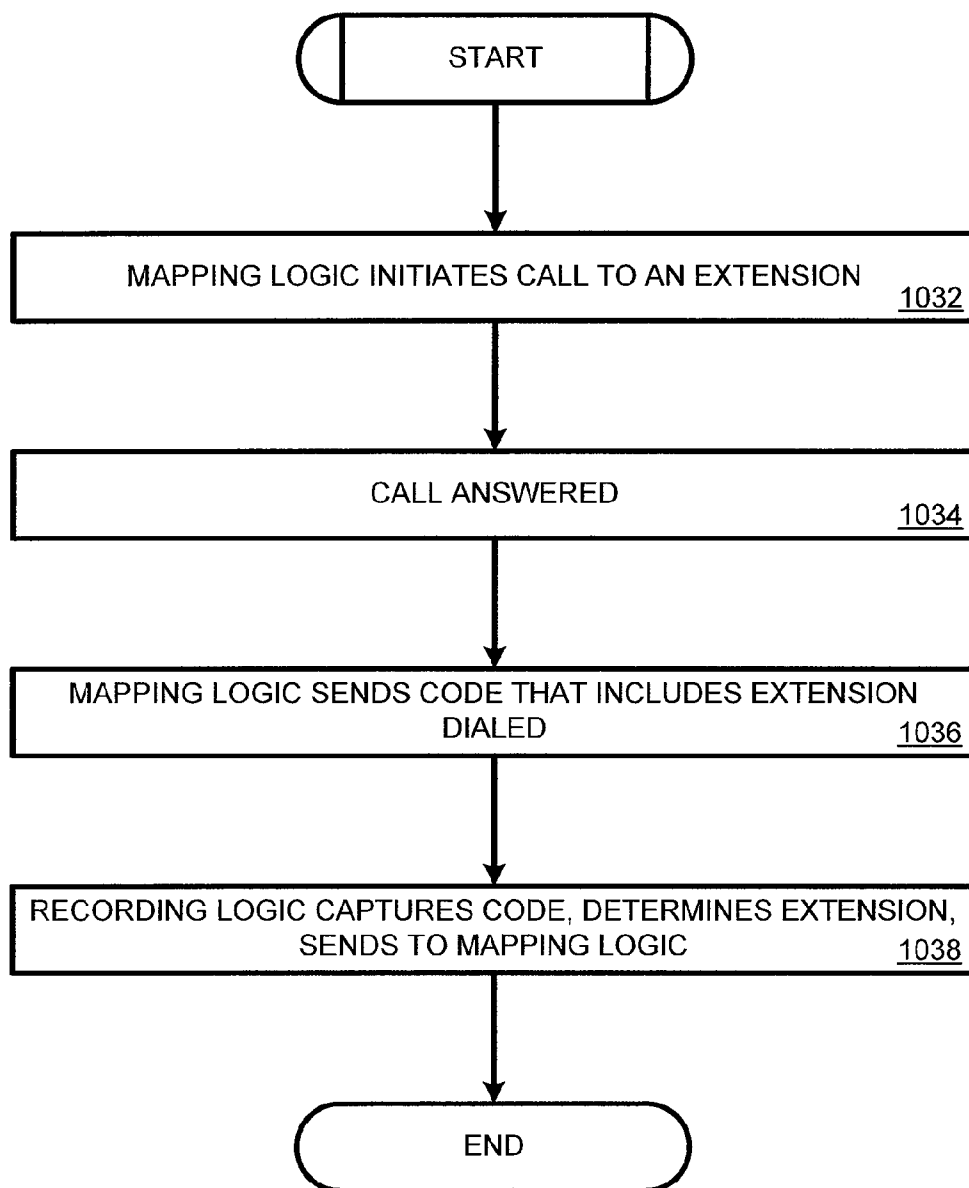 START
MAPPING LOGIC INITIATES CALL TO AN EXTENSION
1032
CALL ANSWERED
1034
MAPPING LOGIC SENDS CODE THAT INCLUDES EXTENSION
DIALED
1036
RECORDING LOGIC CAPTURES CODE, DETERMINES EXTENSION,
SENDS TO MAPPING LOGIC
1038
END